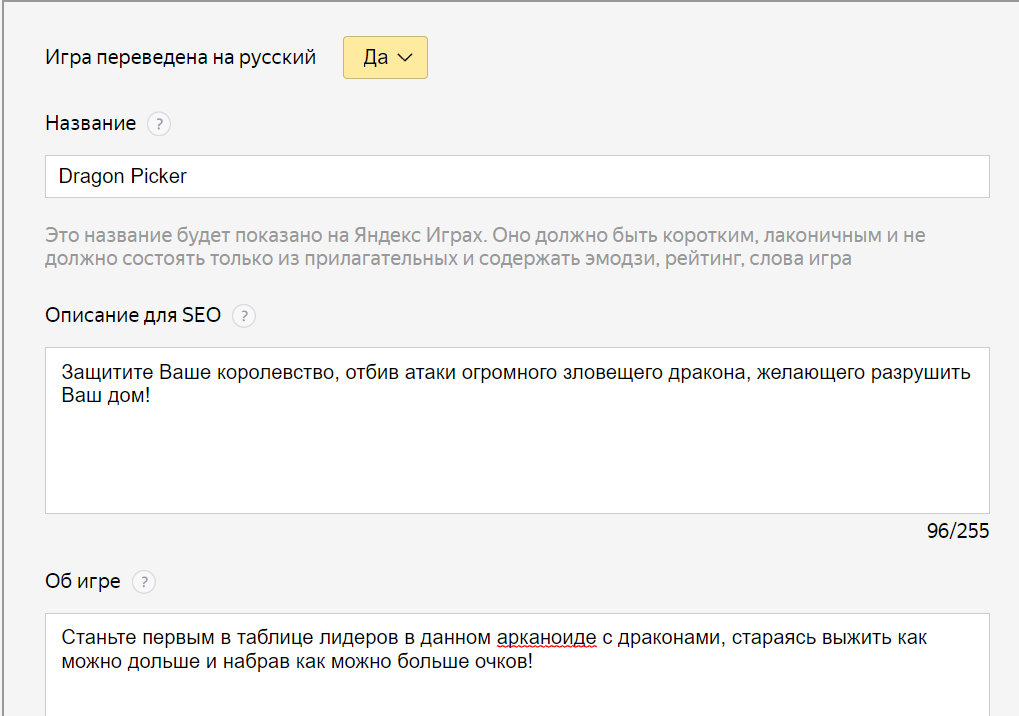 Игра переведена на русский Да
Название ?
Dragon Picker
Это название будет показано на Яндекс Играх. Оно должно быть коротким, лаконичным и не
должно состоять только из прилагательных и содержать эмодзи, рейтинг, слова игра
Описание для SEO ?
Защитите Ваше королевство, отбив атаки огромного зловещего дракона, желающего разрушить
Ваш дом!
96/255
Об игре ?
Станьте первым в таблице лидеров в данном арканоиде с драконами, стараясь выжить как
можно дольше и набрав как можно больше очков!